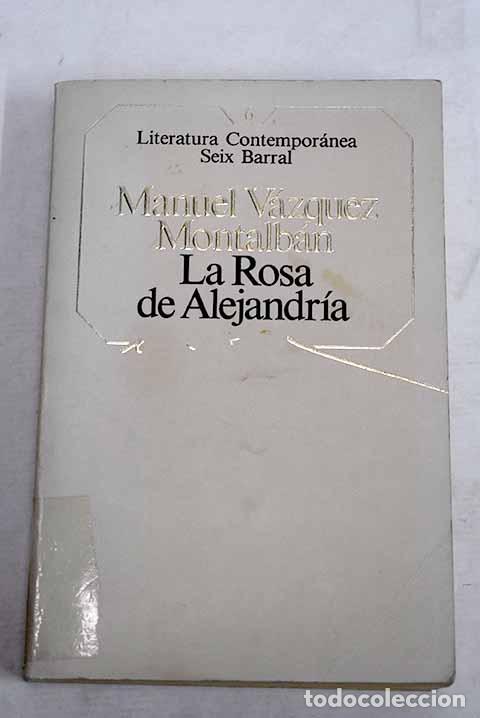 6
Literatura Contemporánea
Seix Barral
Manuel Vázquez
Montalbán
La Rosa
de Alejandría
todocoleccion